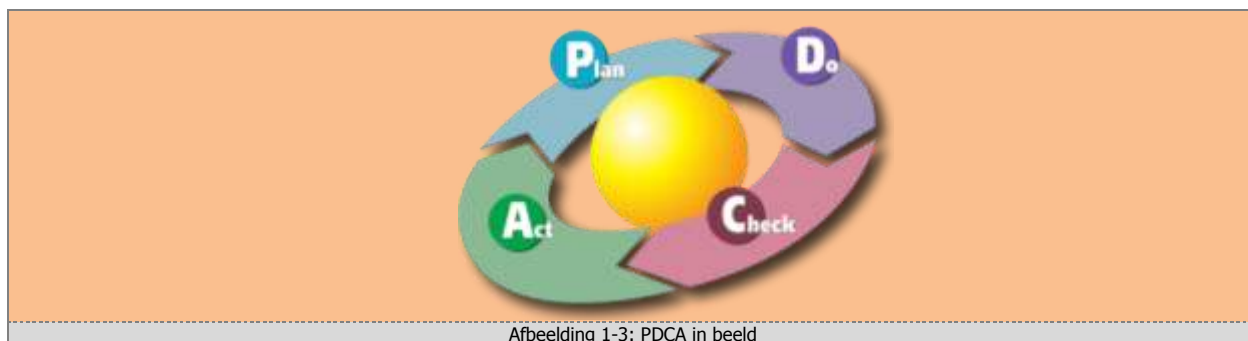 Plan
Do
Check
Act
Afbeelding 1-3: PDCA in beeld